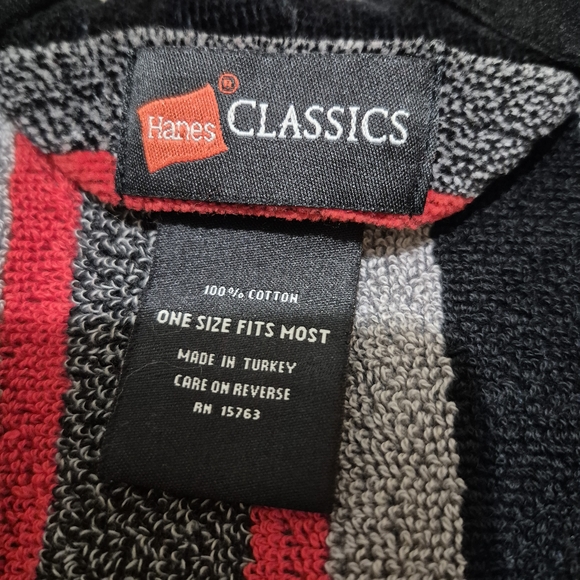 Hanes® CLASSICS
100% COTTON
ONE SIZE FITS MOST
MADE IN TURKEY
CARE ON REVERSE
RN 15763